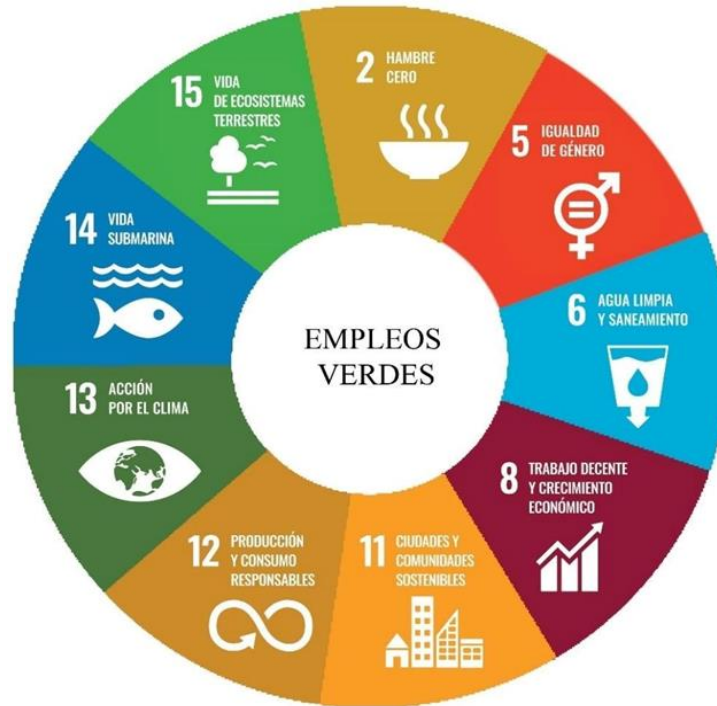 2 HAMBRE
CERO
5 IGUALDAD
DE GÉNERO
6 AGUA LIMPIA
Y SANEAMIENTO
8 TRABAJO DECENTE
Y CRECIMIENTO
ECONÓMICO
11 CIUDADES Y
COMUNIDADES
SOSTENIBLES
12 PRODUCCIÓN
Y CONSUMO
RESPONSABLES
13 ACCIÓN
POR EL CLIMA
14 VIDA
SUBMARINA
15 VIDA
DE ECOSISTEMAS
TERRESTRES
EMPLEOS
VERDES